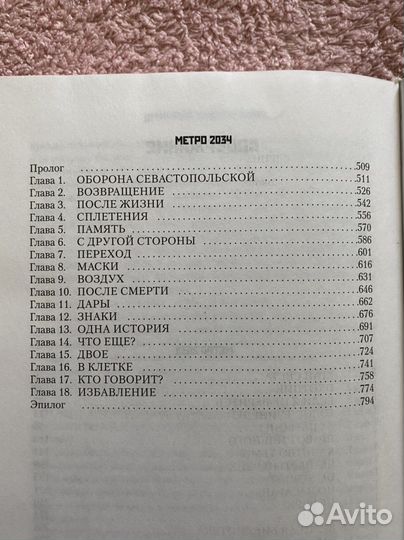 МЕТРО 2034
Пролог 509
Глава 1. ОБОРОНА СЕВАСТОПОЛЬСКОЙ 511
Глава 2. ВОЗВРАЩЕНИЕ 526
Глава 3. ПОСЛЕ ЖИЗНИ 542
Глава 4. СПЛЕТЕНИЯ 556
Глава 5. ПАМЯТЬ 570
Глава 6. С ДРУГОЙ СТОРОНЫ 586
Глава 7. ПЕРЕХОД 601
Глава 8. МАСКИ 616
Глава 9. ВОЗДУХ 631
Глава 10. ПОСЛЕ СМЕРТИ 646
Глава 11. ДАРЫ 662
Глава 12. ЗНАКИ 676
Глава 13. ОДНА ИСТОРИЯ 691
Глава 14. ЧТО ЕЩЕ? 707
Глава 15. ДВОЕ 724
Глава 16. В КЛЕТКЕ 741
Глава 17. КТО ГОВОРИТ? 758
Глава 18. ИЗБАВЛЕНИЕ 774
Эпилог 794
Avito